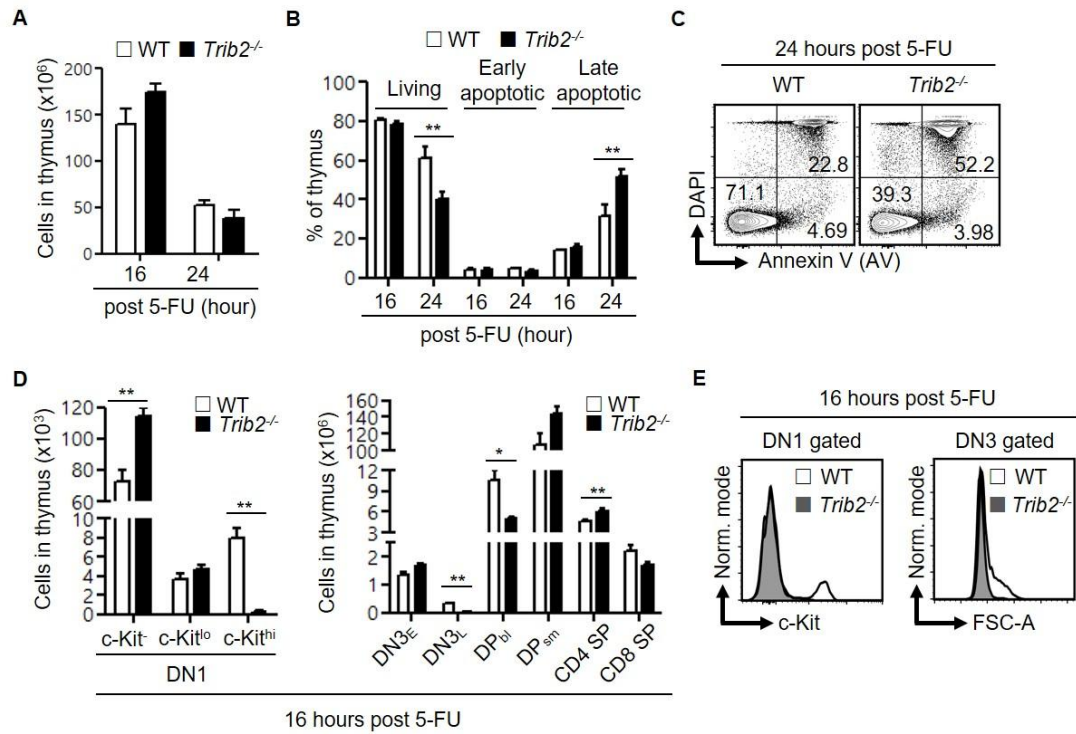 A
WT Trib2-/-
Cells in thymus (x10⁶)
200
150
100
50
0
16 24
post 5-FU (hour)
B
WT Trib2-/-
Living Early apoptotic Late apoptotic
% of thymus
100
80
60
40
20
0
** **
16 24 16 24 16 24
post 5-FU (hour)
C
24 hours post 5-FU
WT Trib2-/-
22.8 52.2
71.1 39.3
4.69 3.98
DAPI
Annexin V (AV)
D
WT
Trib2-/-
Cells in thymus (x10³)
120
100
80
60
10
8
6
4
2
0
** **
c-Kit⁻ c-Kitˡᵒ c-Kitʰⁱ
DN1
WT
Trib2-/-
Cells in thymus (x10⁶)
160
140
120
100
80
12
9
6
3
2
1
0
** * **
DN3E DN3L DPbl DPsm CD4 SP CD8 SP
16 hours post 5-FU
E
16 hours post 5-FU
DN1 gated DN3 gated
WT WT
Trib2-/- Trib2-/-
Norm. mode Norm. mode
c-Kit FSC-A